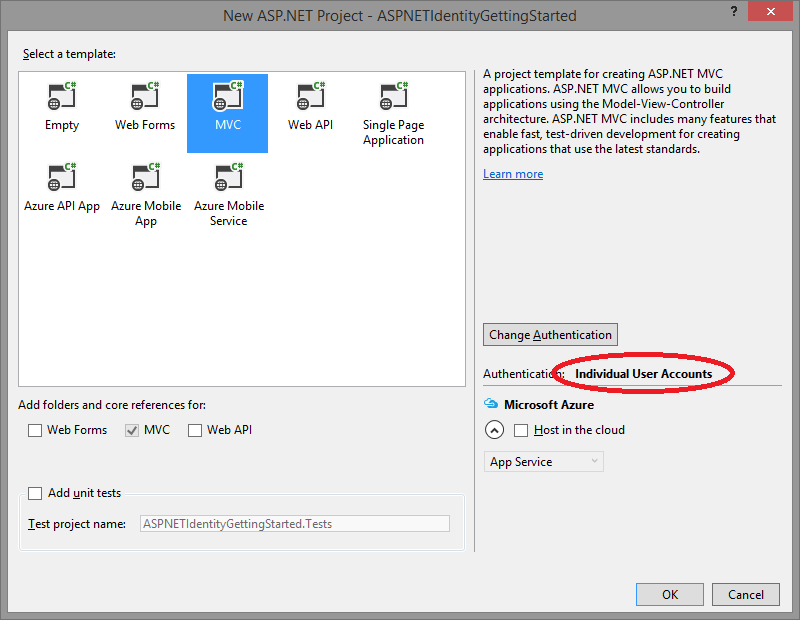 New ASP.NET Project - ASPNETIdentityGettingStarted
?
Select a template:
C# C# C# C# C#
Empty Web Forms MVC Web API Single Page
Application
C# C# C#
Azure API App Azure Mobile Azure Mobile
App Service
A project template for creating ASP.NET MVC
applications. ASP.NET MVC allows you to build
applications using the Model-View-Controller
architecture. ASP.NET MVC includes many features that
enable fast, test-driven development for creating
applications that use the latest standards.
Learn more
Change Authentication
Authentication: Individual User Accounts
Microsoft Azure
Host in the cloud
App Service
Add folders and core references for:
Web Forms MVC Web API
Add unit tests
Test project name: ASPNETIdentityGettingStarted.Tests
OK Cancel